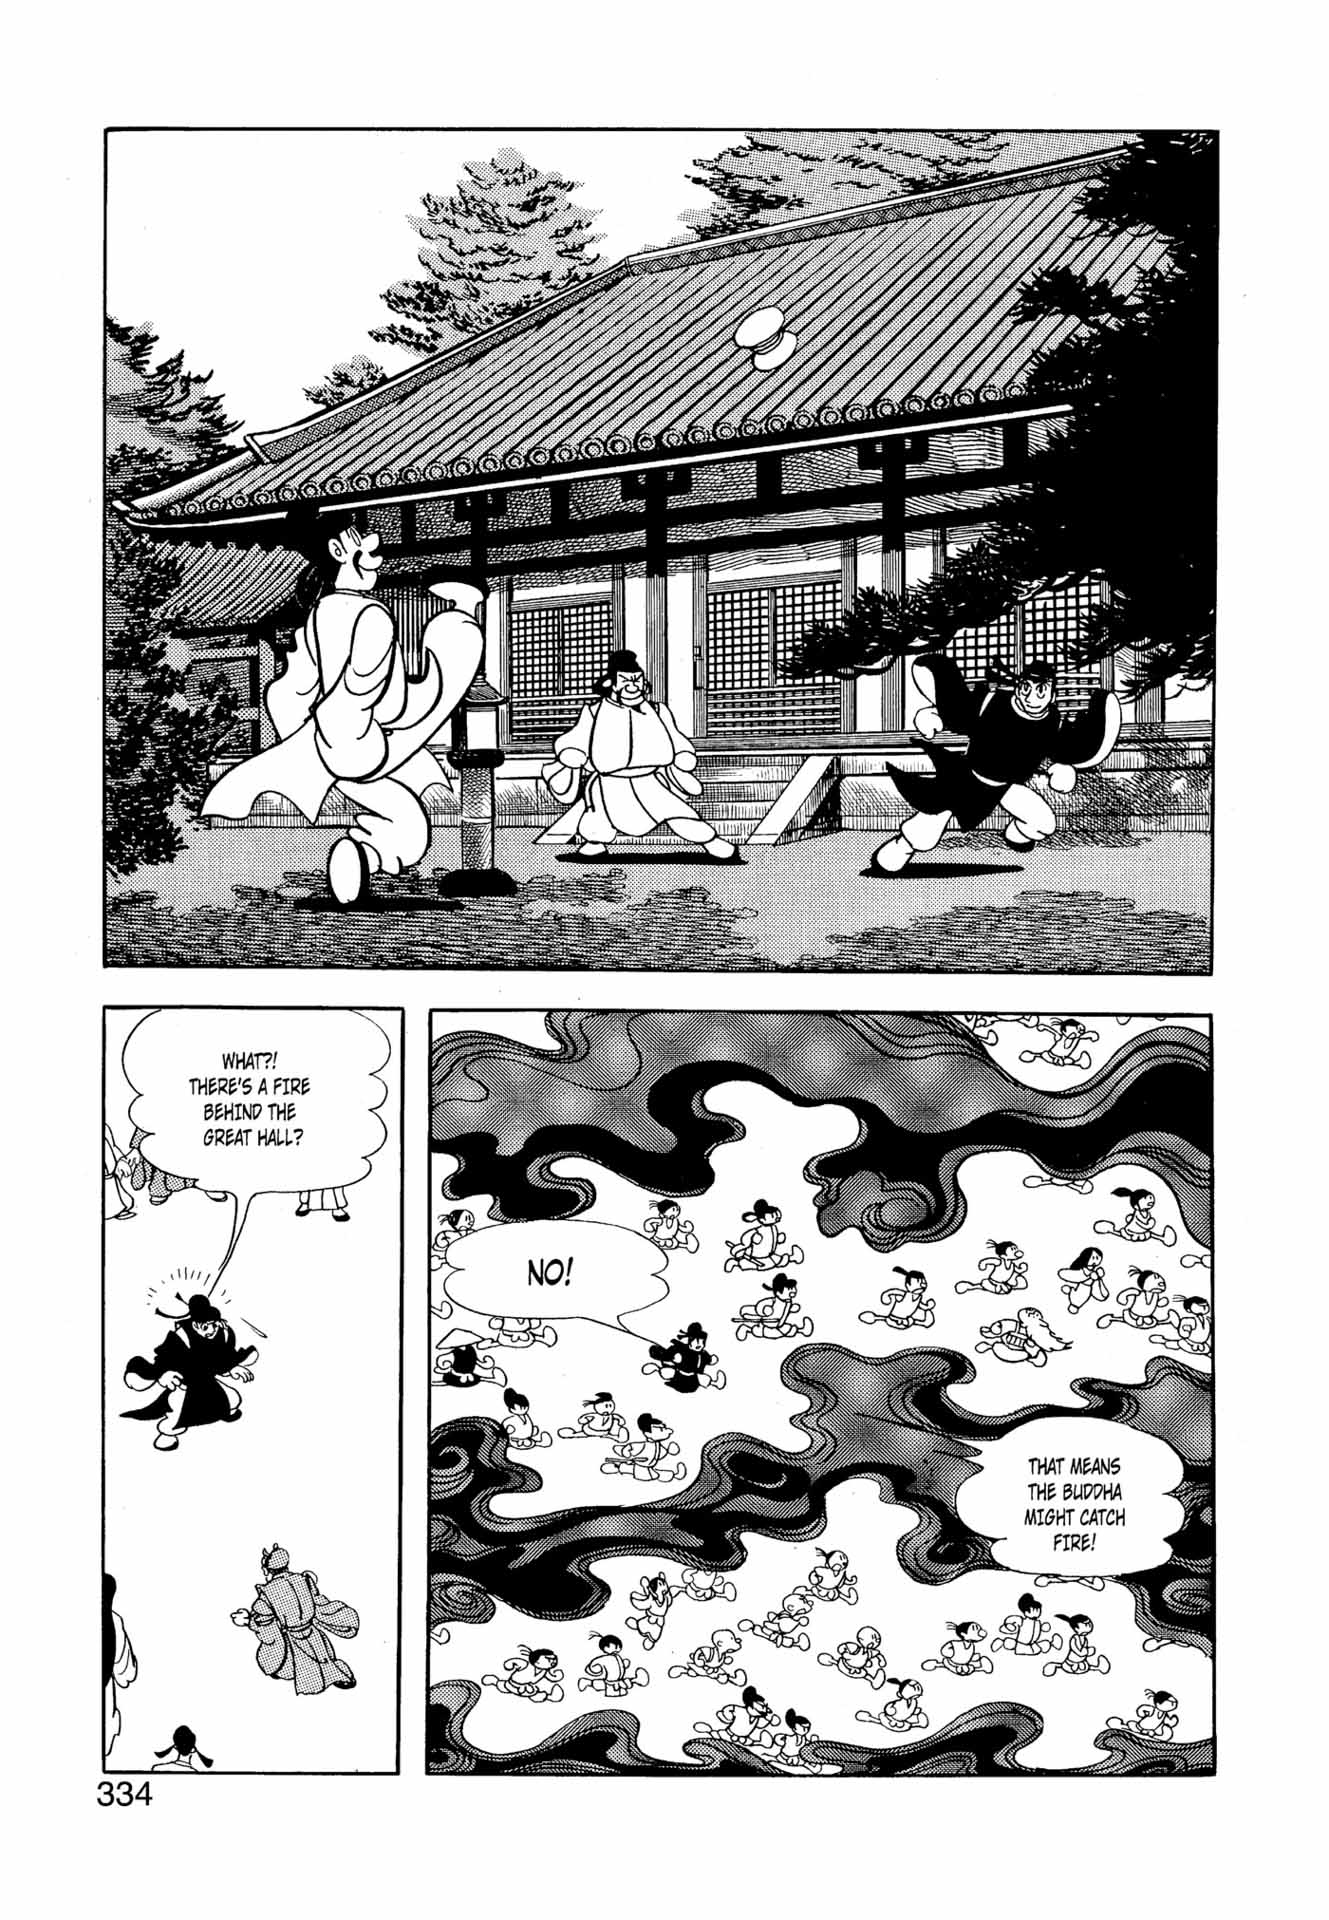 WHAT?!
THERE'S A FIRE
BEHIND THE
GREAT HALL?
NO!
THAT MEANS
THE BUDDHA
MIGHT CATCH
FIRE!
334